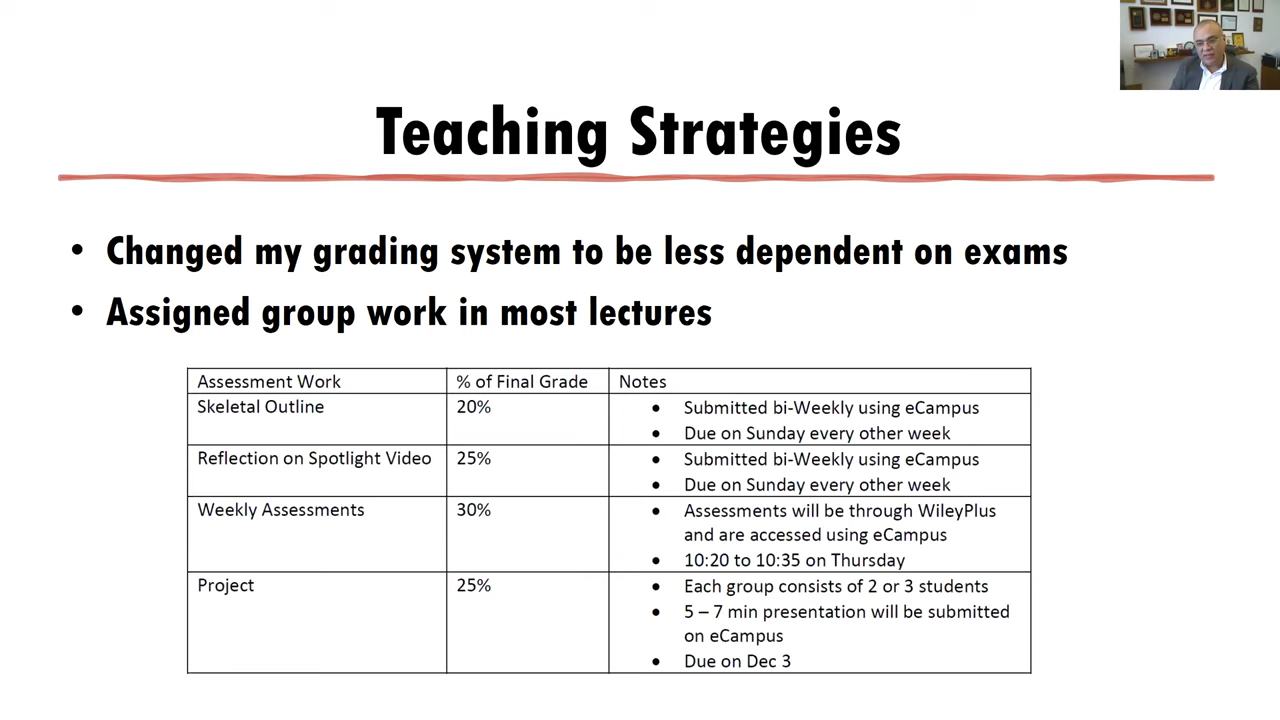 Teaching Strategies
• Changed my grading system to be less dependent on exams
• Assigned group work in most lectures
Assessment Work % of Final Grade Notes
Skeletal Outline 20% • Submitted bi-Weekly using eCampus
• Due on Sunday every other week
Reflection on Spotlight Video 25% • Submitted bi-Weekly using eCampus
• Due on Sunday every other week
Weekly Assessments 30% • Assessments will be through WileyPlus
and are accessed using eCampus
• 10:20 to 10:35 on Thursday
Project 25% • Each group consists of 2 or 3 students
• 5 – 7 min presentation will be submitted
on eCampus
• Due on Dec 3